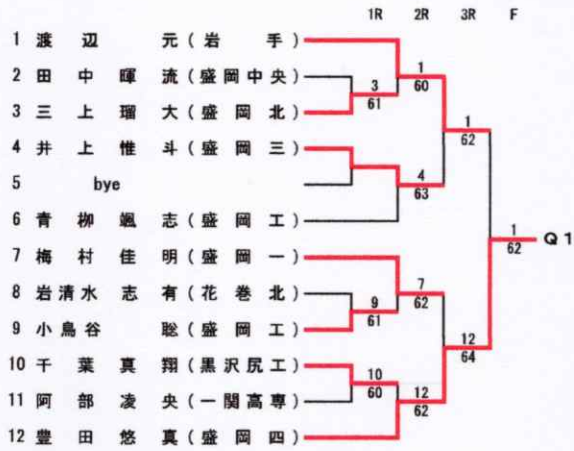 1R 2R 3R F
1 渡辺 元(岩手)
2 田中暉流(盛岡中央)
3 三上瑠大(盛岡北)
4 井上惟斗(盛岡三)
5 bye
6 青柳颯志(盛岡工)
7 梅村佳明(盛岡一)
8 岩清水志有(花巻北)
9 小鳥谷 聡(盛岡工)
10 千葉真翔(黒沢尻工)
11 阿部凌央(一関高専)
12 豊田悠真(盛岡四)
3
61
9
61
10
60
1
60
4
63
7
62
12
62
1
62
12
64
1
62
Q1